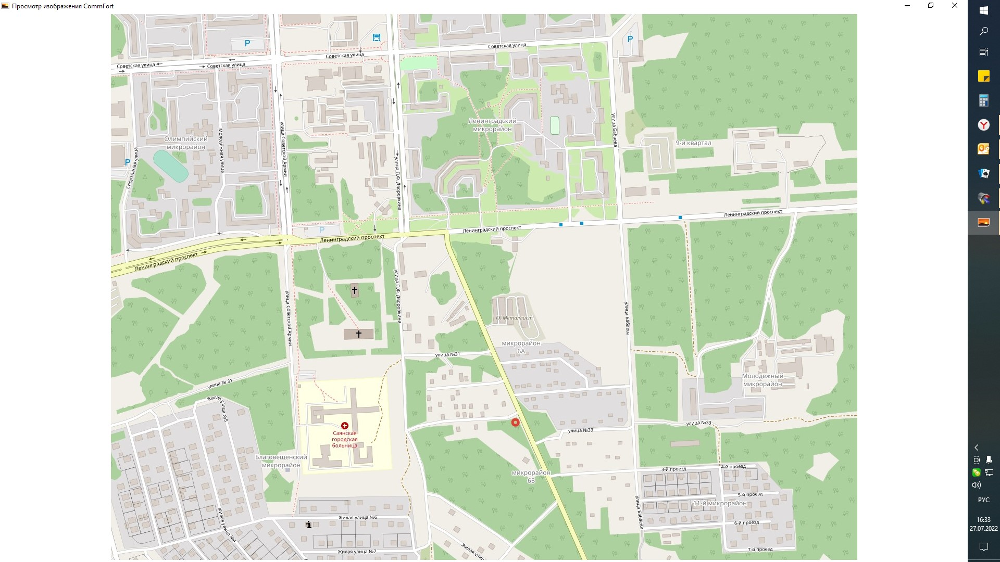 Просмотр изображения CommFort
P
P
Советская улица
Советская улица
Советская улица
Советская улица
улица Бабаева
Ленинградский
микрорайон
Олимпийский
микрорайон
Молодёжная улица
улица Советской Армии
9-й квартал
P
Спортивная улица
улица П.Ф. Дворовкина
Ленинградский проспект
P
Ленинградский проспект
Ленинградский проспект
Ленинградский проспект
улица П.Ф. Дворовкина
улица Советской Армии
улица Бабаева
ГК Металлист
микрорайон
6А
улица №31
улица № 31
Молодежный
микрорайон
Жилая улица №5
улица №33
улица №33
Саянская
городская
больница
Благовещенский
микрорайон
микрорайон
6Б
3-й проезд
4-й проезд
5-й проезд
11-й микрорайон
6-й проезд
7-й проезд
улица Бабаева
Жилая улица №6
Жилая улица №4
Жилая улица №7
Жилая улица
РУС
16:33
27.07.2022